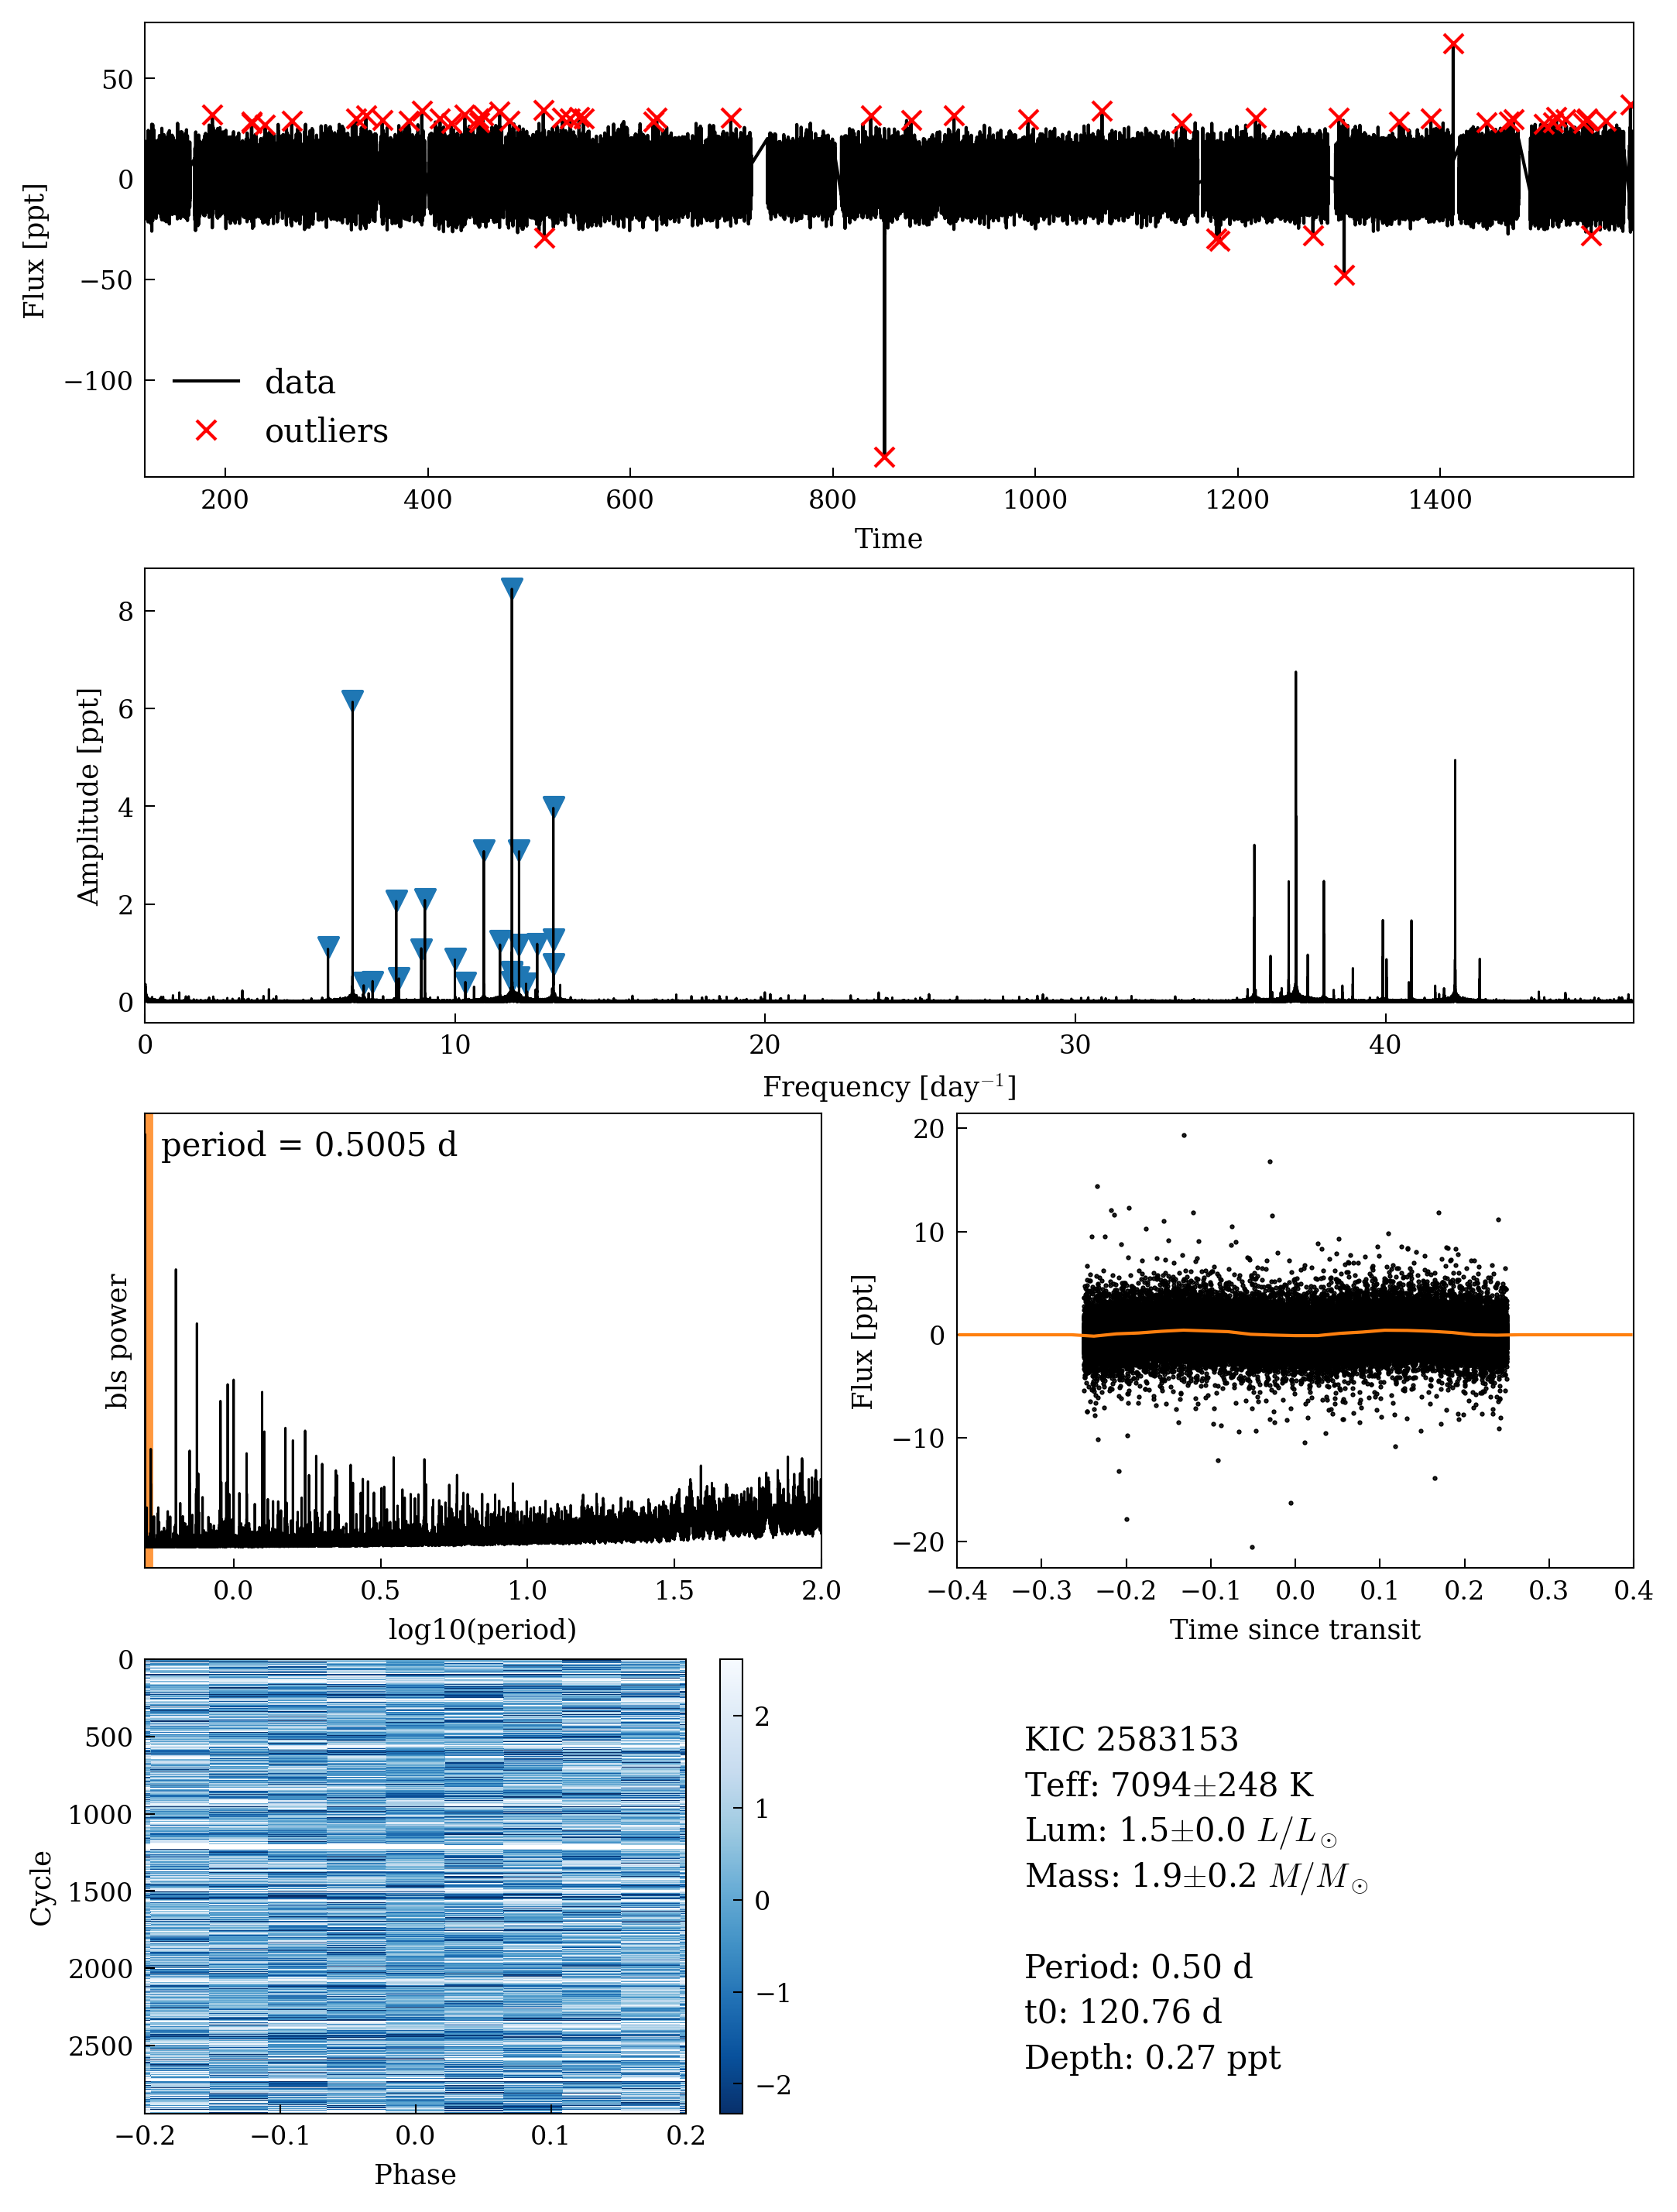 50
0
−50
−100
Flux [ppt]
data
outliers
200 400 600 800 1000 1200 1400
Time
8
6
4
2
0
Amplitude [ppt]
0 10 20 30 40
Frequency [day⁻¹]
period = 0.5005 d
bls power
0.0 0.5 1.0 1.5 2.0
log10(period)
20
10
0
−10
−20
Flux [ppt]
−0.4 −0.3 −0.2 −0.1 0.0 0.1 0.2 0.3 0.4
Time since transit
0
500
1000
1500
2000
2500
Cycle
−0.2 −0.1 0.0 0.1 0.2
Phase
2
1
0
−1
−2
KIC 2583153
Teff: 7094±248 K
Lum: 1.5±0.0 L/L☉
Mass: 1.9±0.2 M/M☉
Period: 0.50 d
t0: 120.76 d
Depth: 0.27 ppt